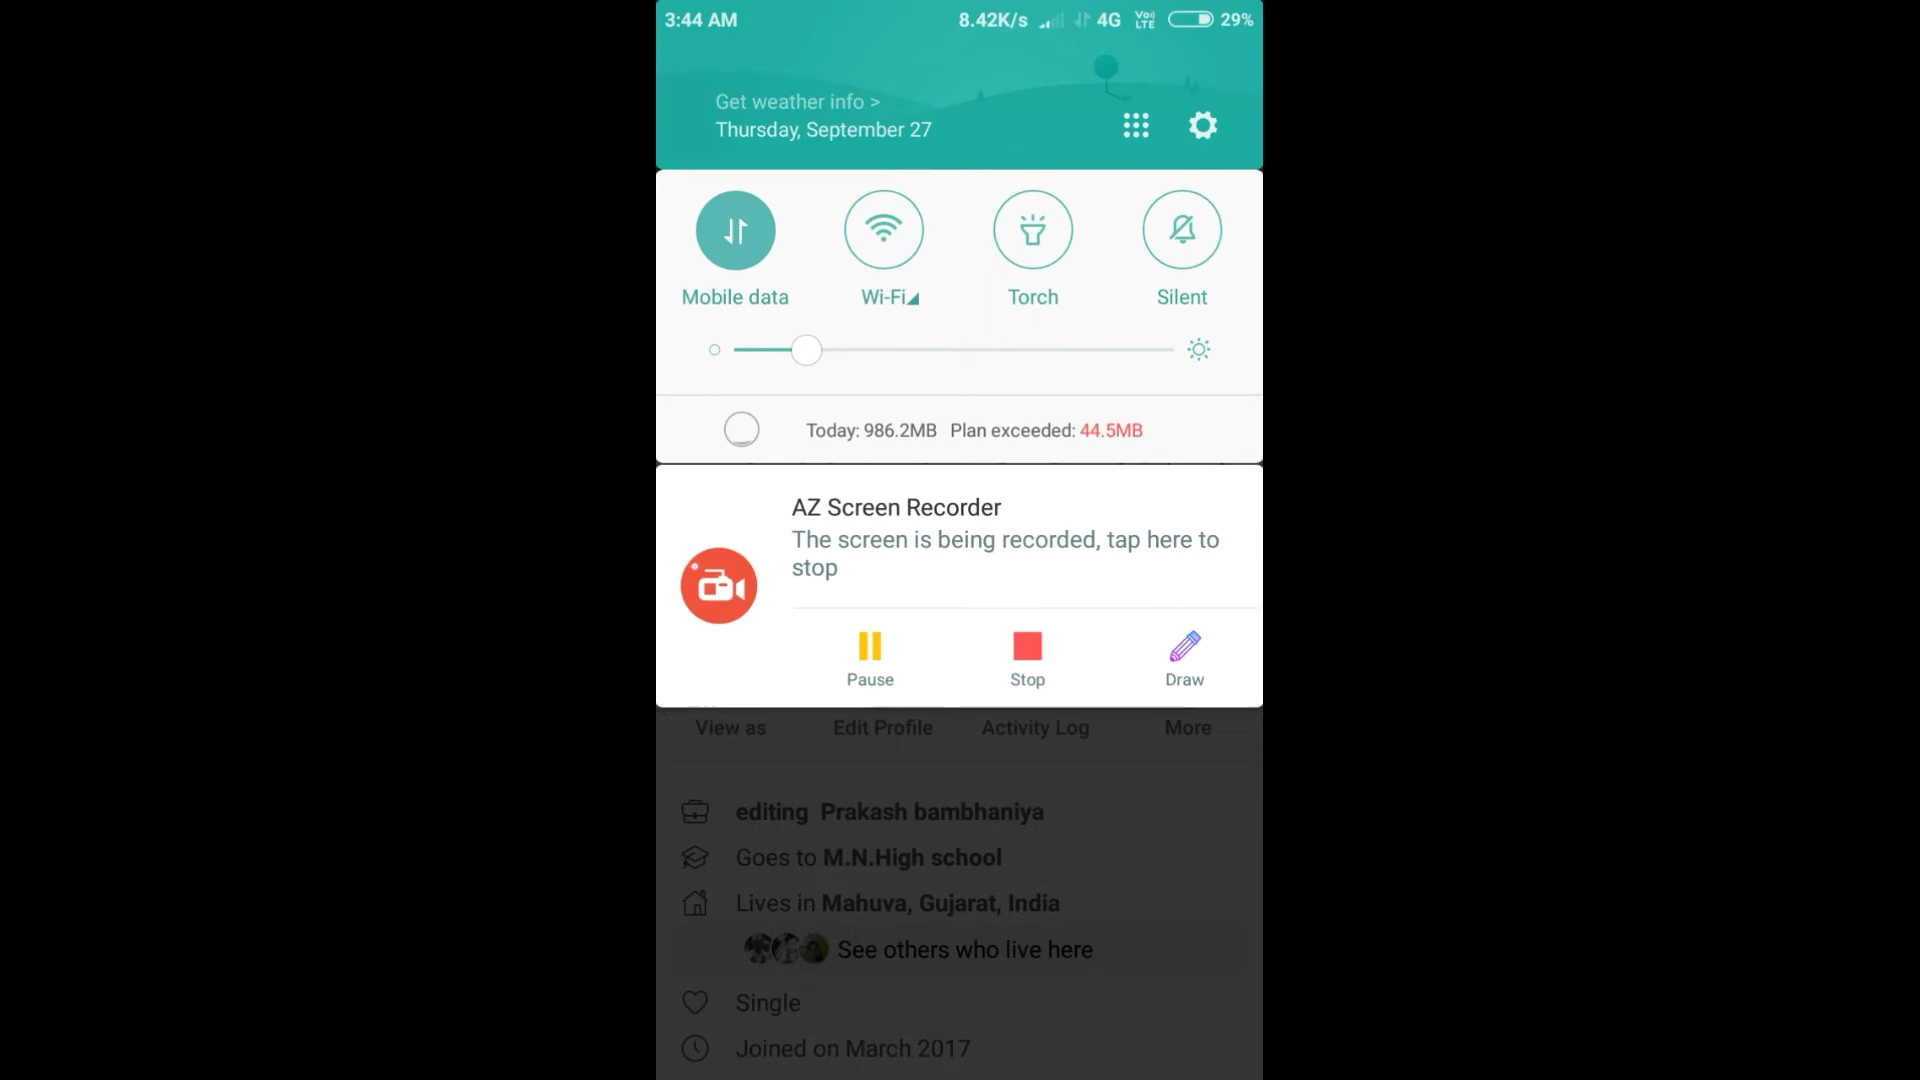 3:44 AM 8.42K/s 4G Vo) LTE 29%
Get weather info >
Thursday, September 27
Mobile data Wi-Fi Torch Silent
Today: 986.2MB Plan exceeded: 44.5MB
AZ Screen Recorder
The screen is being recorded, tap here to
stop
Pause Stop Draw
View as Edit Profile Activity Log More
editing Prakash bambhaniya
Goes to M.N.High school
Lives in Mahuva, Gujarat, India
See others who live here
Single
Joined on March 2017